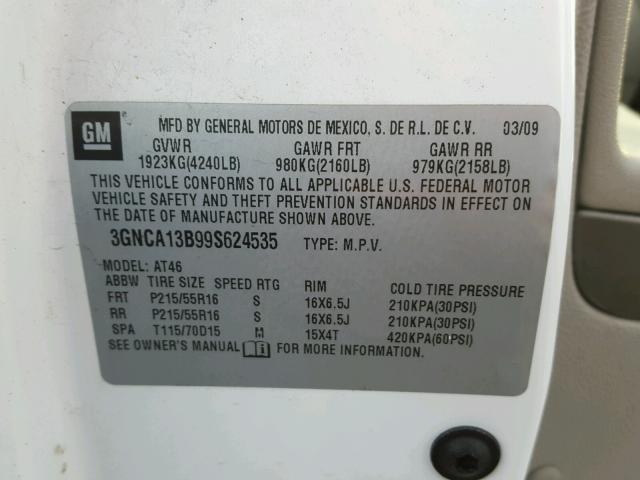 GM
MFD BY GENERAL MOTORS DE MEXICO, S. DE R.L. DE C.V. 03/09
GVWR GAWR FRT GAWR RR
1923KG(4240LB) 980KG(2160LB) 979KG(2158LB)
THIS VEHICLE CONFORMS TO ALL APPLICABLE U.S. FEDERAL MOTOR
VEHICLE SAFETY AND THEFT PREVENTION STANDARDS IN EFFECT ON
THE DATE OF MANUFACTURE SHOWN ABOVE.
3GNCA13B99S624535 TYPE: M.P.V.
MODEL: AT46
ABBW TIRE SIZE SPEED RTG RIM COLD TIRE PRESSURE
FRT P215/55R16 S 16X6.5J 210KPA(30PSI)
RR P215/55R16 S 16X6.5J 210KPA(30PSI)
SPA T115/70D15 M 15X4T 420KPA(60PSI)
SEE OWNER'S MANUAL FOR MORE INFORMATION.